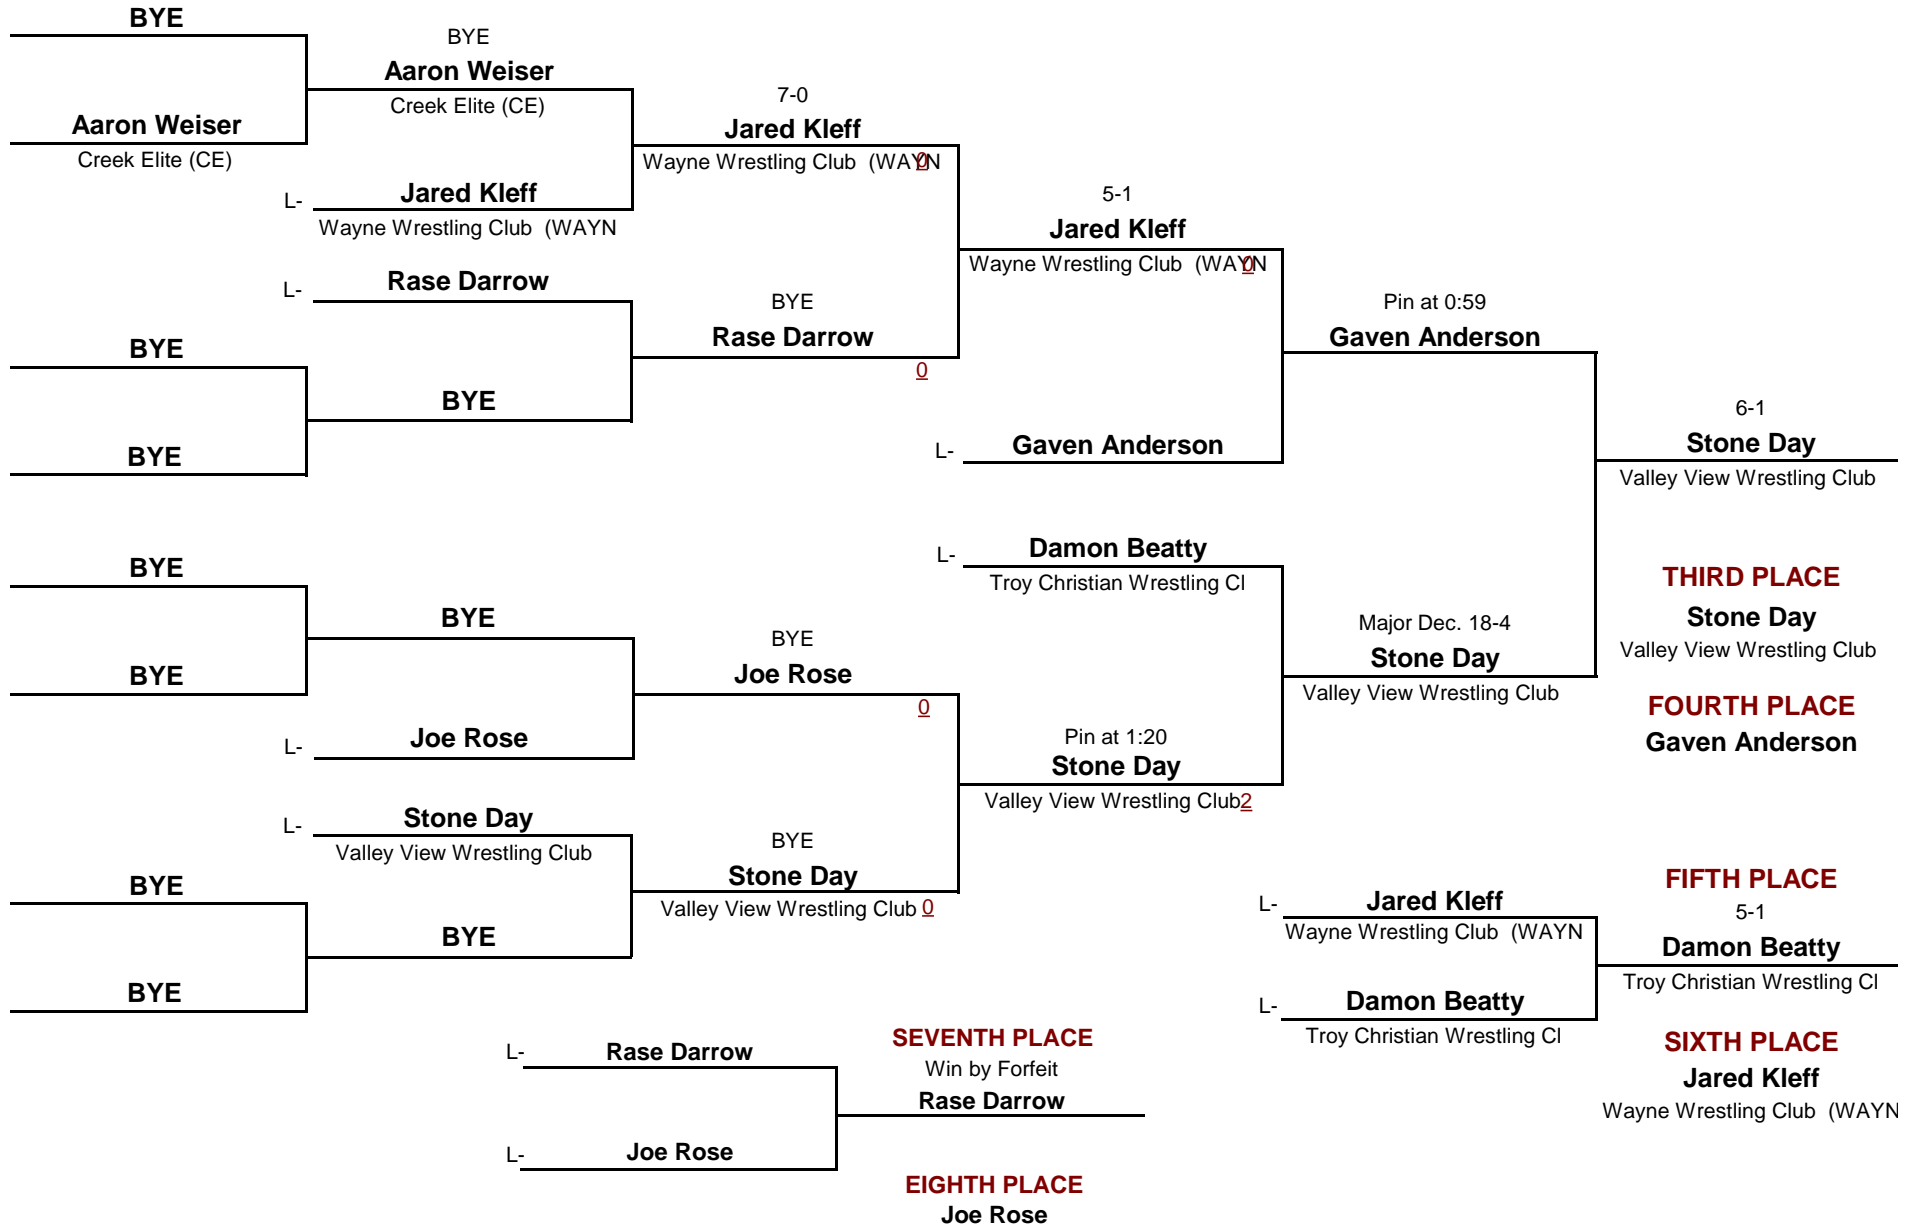 BYE
BYE
Aaron Weiser
Creek Elite (CE)
Aaron Weiser
Creek Elite (CE)
7-0
Jared Kleff
Wayne Wrestling Club (WAYN
0
L-
Jared Kleff
Wayne Wrestling Club (WAYN
5-1
Jared Kleff
Wayne Wrestling Club (WAYN
0
L-
Rase Darrow
BYE
Rase Darrow
0
Pin at 0:59
Gaven Anderson
BYE
BYE
BYE
L-
Gaven Anderson
6-1
Stone Day
Valley View Wrestling Club
L-
Damon Beatty
Troy Christian Wrestling Cl
BYE
BYE
BYE
BYE
Joe Rose
0
L-
Joe Rose
Major Dec. 18-4
Stone Day
Valley View Wrestling Club
THIRD PLACE
Stone Day
Valley View Wrestling Club
FOURTH PLACE
Gaven Anderson
Pin at 1:20
Stone Day
Valley View Wrestling Club
2
L-
Stone Day
Valley View Wrestling Club
BYE
Stone Day
Valley View Wrestling Club
0
BYE
BYE
BYE
L-
Jared Kleff
Wayne Wrestling Club (WAYN
FIFTH PLACE
5-1
Damon Beatty
Troy Christian Wrestling Cl
L-
Damon Beatty
Troy Christian Wrestling Cl
SIXTH PLACE
Jared Kleff
Wayne Wrestling Club (WAYN
L-
Rase Darrow
SEVENTH PLACE
Win by Forfeit
Rase Darrow
L-
Joe Rose
EIGHTH PLACE
Joe Rose